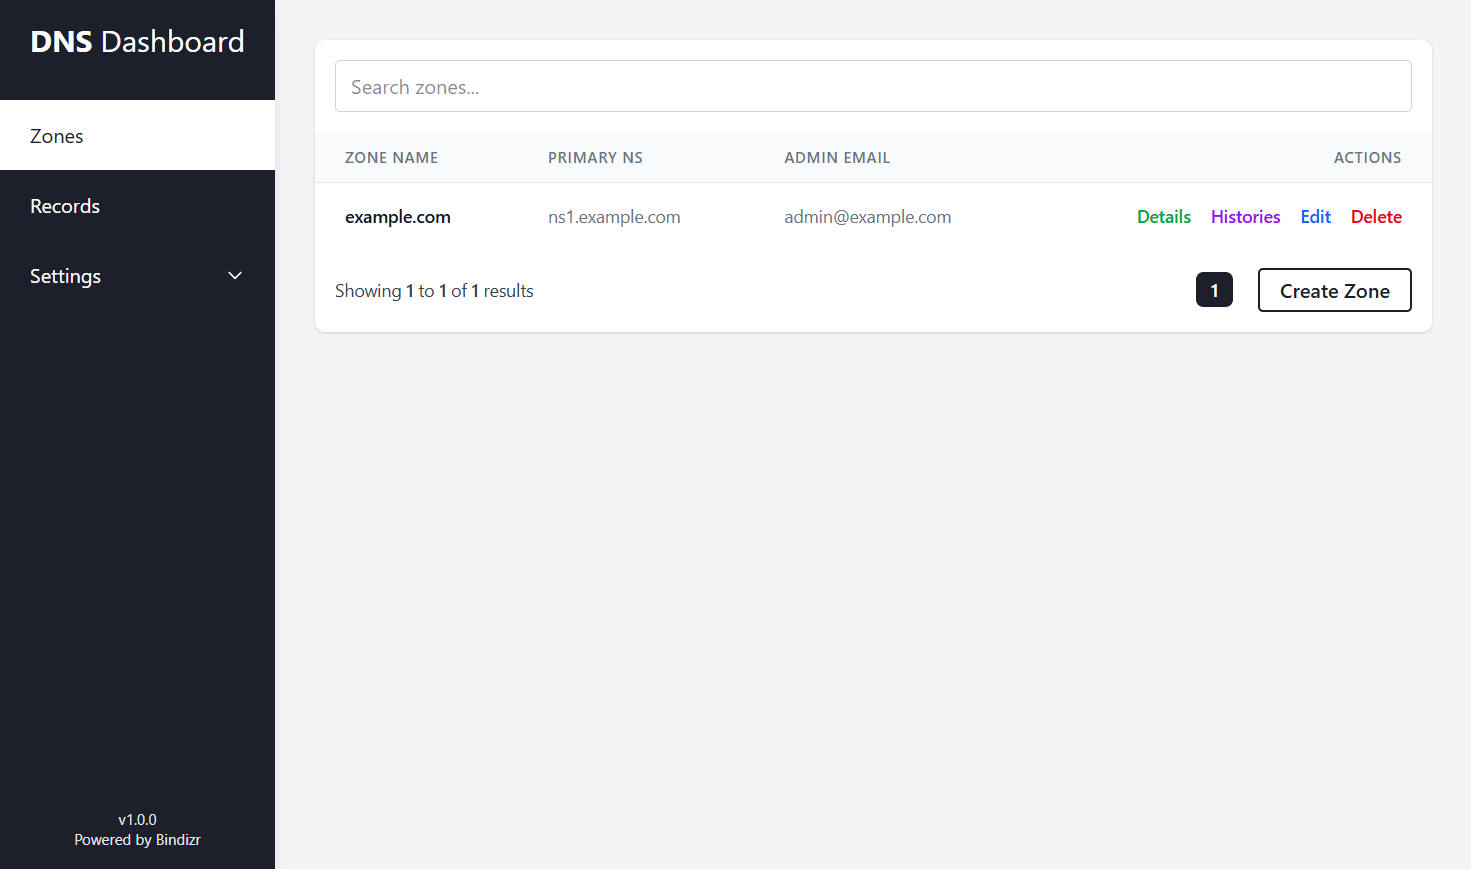 DNS Dashboard
Zones
Records
Settings
v1.0.0
Powered by Bindizr
Search zones...
ZONE NAME PRIMARY NS ADMIN EMAIL ACTIONS
example.com ns1.example.com admin@example.com Details Histories Edit Delete
Showing 1 to 1 of 1 results 1 Create Zone